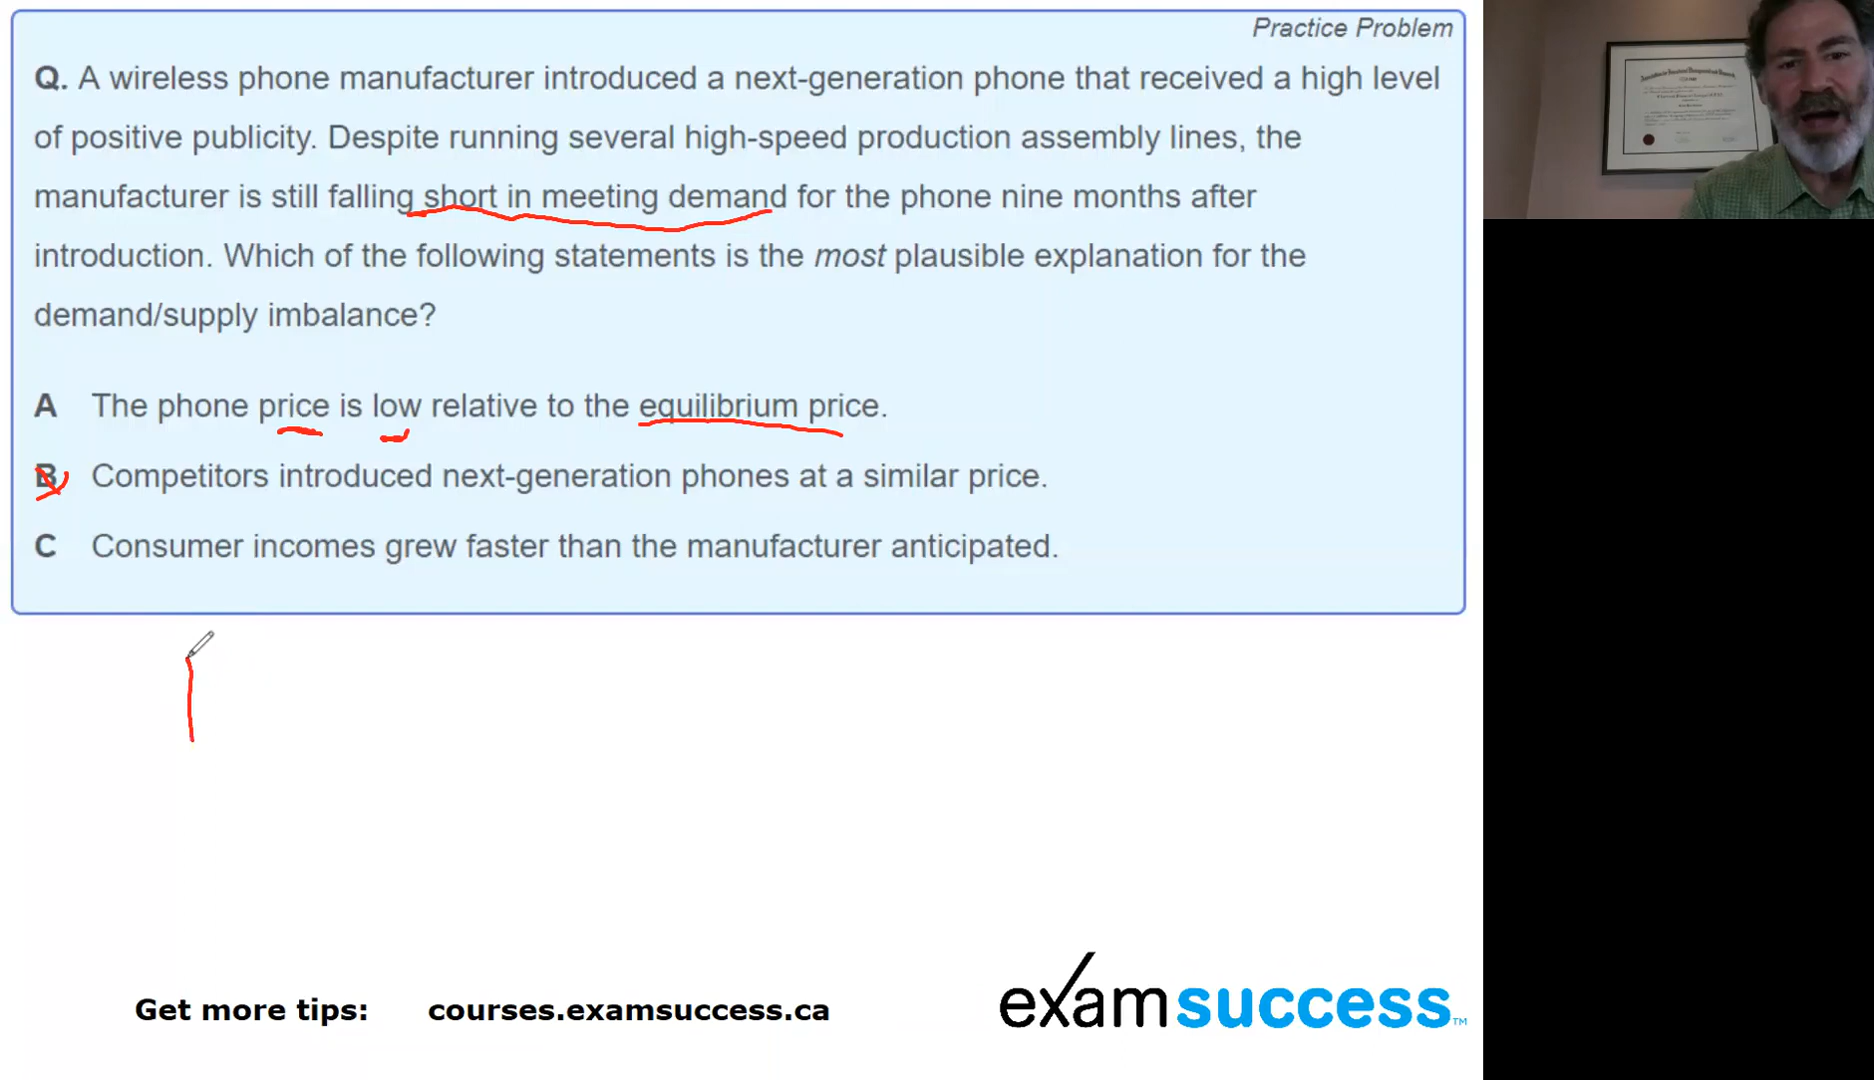 Practice Problem
Q. A wireless phone manufacturer introduced a next-generation phone that received a high level
of positive publicity. Despite running several high-speed production assembly lines, the
manufacturer is still falling short in meeting demand for the phone nine months after
introduction. Which of the following statements is the most plausible explanation for the
demand/supply imbalance?
A The phone price is low relative to the equilibrium price.
B Competitors introduced next-generation phones at a similar price.
C Consumer incomes grew faster than the manufacturer anticipated.
Get more tips: courses.examsuccess.ca
examsuccess™